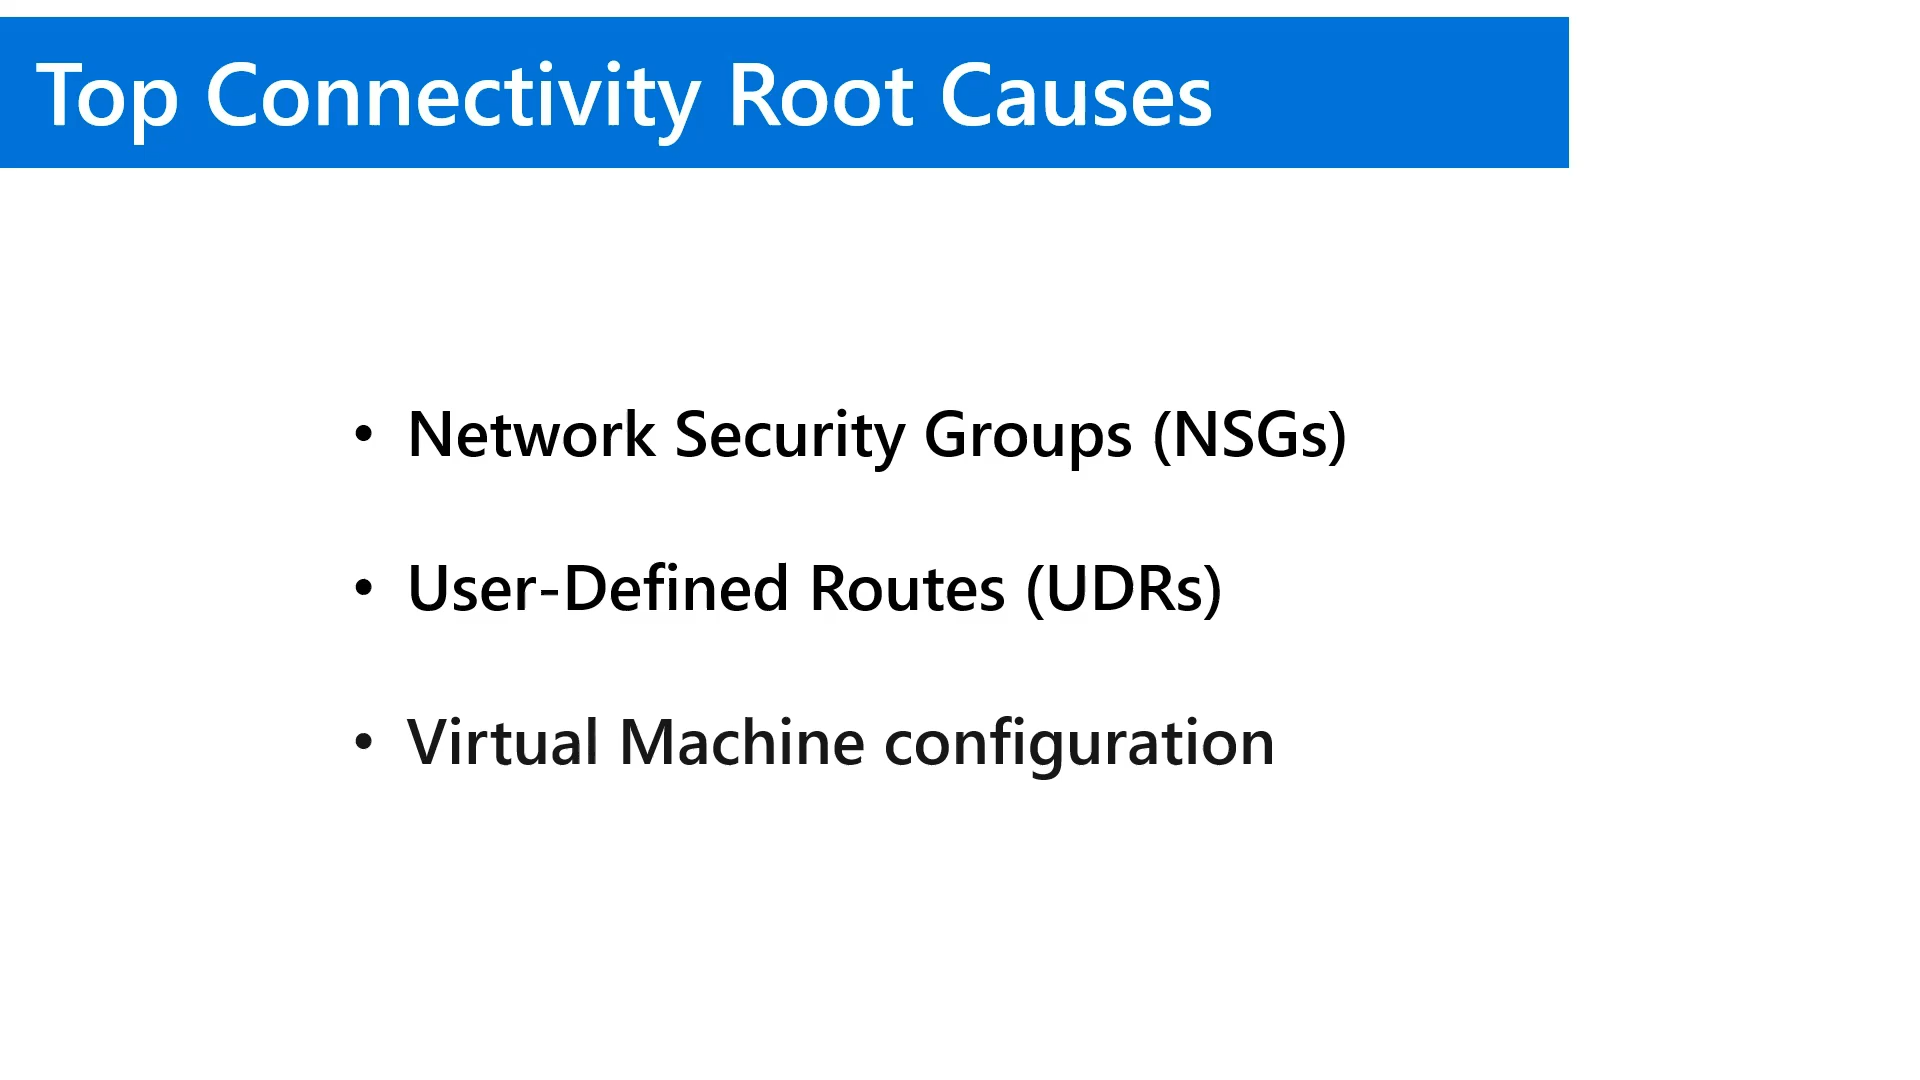 Top Connectivity Root Causes
• Network Security Groups (NSGs)
• User-Defined Routes (UDRs)
• Virtual Machine configuration